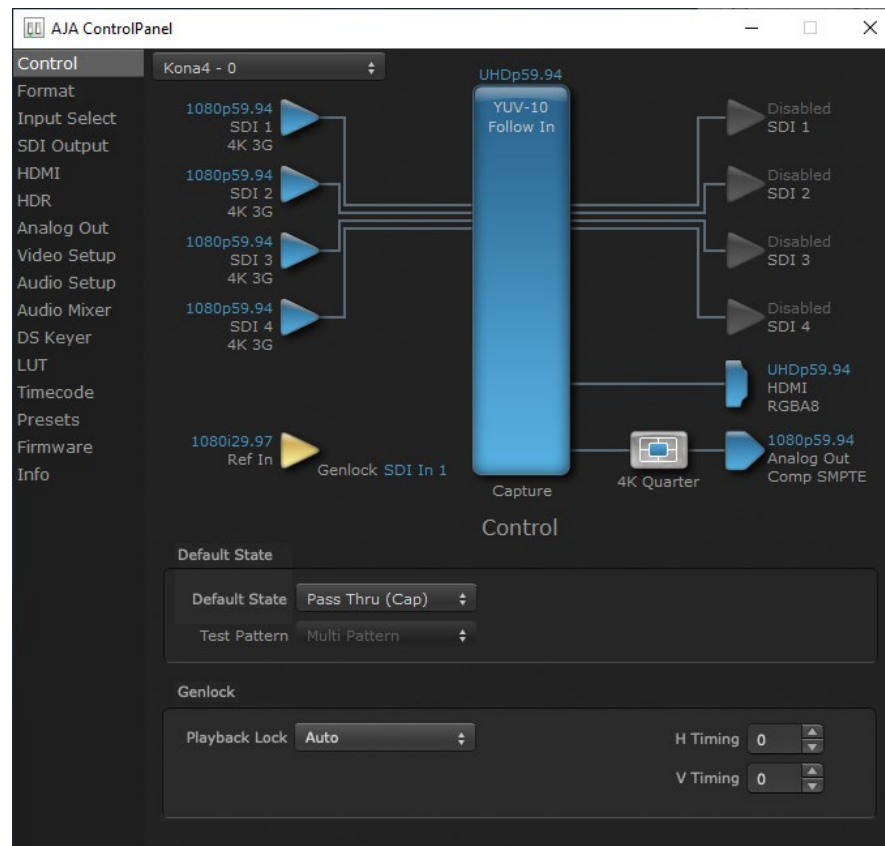 AJA ControlPanel
Control
Format
Input Select
SDI Output
HDMI
HDR
Analog Out
Video Setup
Audio Setup
Audio Mixer
DS Keyer
LUT
Timecode
Presets
Firmware
Info
Kona4 - 0
UHDp59.94
YUV-10
Follow In
1080p59.94
SDI 1
4K 3G
1080p59.94
SDI 2
4K 3G
1080p59.94
SDI 3
4K 3G
1080p59.94
SDI 4
4K 3G
1080i29.97
Ref In
Genlock SDI In 1
Capture
Disabled
SDI 1
Disabled
SDI 2
Disabled
SDI 3
Disabled
SDI 4
UHDp59.94
HDMI
RGBA8
4K Quarter
1080p59.94
Analog Out
Comp SMPTE
Control
Default State
Default State Pass Thru (Cap)
Test Pattern Multi Pattern
Genlock
Playback Lock Auto
H Timing 0
V Timing 0